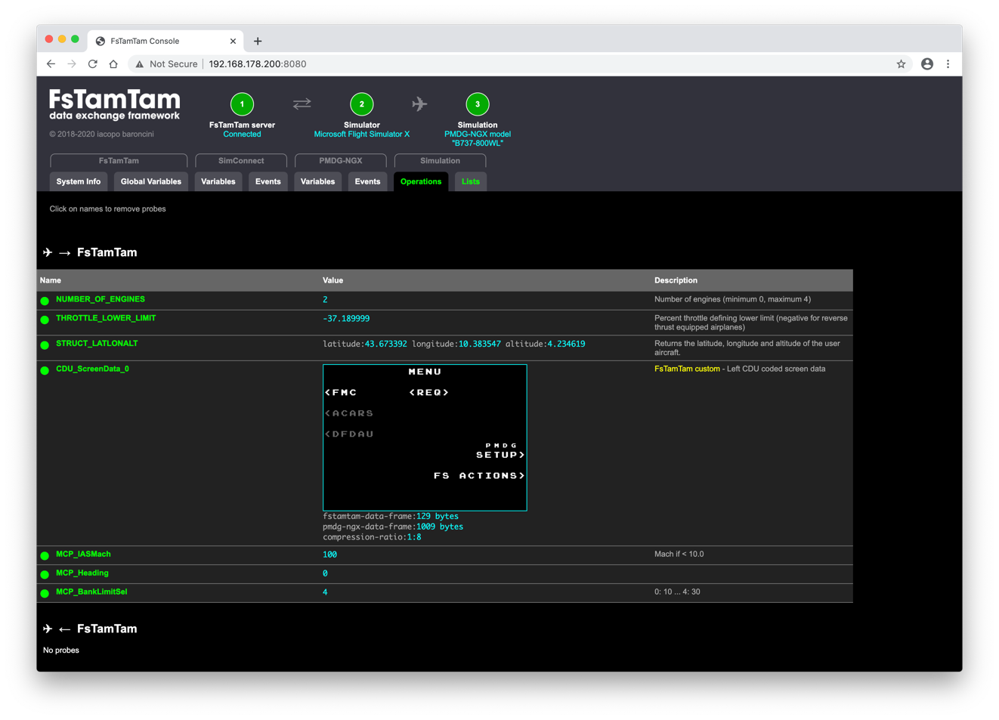 FsTamTam Console
Not Secure
192.168.178.200:8080
FsTamTam
data exchange framework
© 2018-2020 iacopo baroncini
1
FsTamTam server
Connected
2
Simulator
Microsoft Flight Simulator X
3
Simulation
PMDG-NGX model
"B737-800WL"
FsTamTam SimConnect PMDG-NGX Simulation
System Info Global Variables Variables Events Variables Events Operations Lists
Click on names to remove probes
→ FsTamTam
Name Value Description
NUMBER_OF_ENGINES 2 Number of engines (minimum 0, maximum 4)
THROTTLE_LOWER_LIMIT -37.189999 Percent throttle defining lower limit (negative for reverse
thrust equipped airplanes)
STRUCT_LATLONALT latitude:43.673392 longitude:10.383547 altitude:4.234619 Returns the latitude, longitude and altitude of the user
aircraft.
CDU_ScreenData_0 FsTamTam custom - Left CDU coded screen data
MENU
<FMC <REQ>
<ACARS
<DFDAU
PMDG
SETUP>
FS ACTIONS>
fstamtam-data-frame:129 bytes
pmdg-ngx-data-frame:1009 bytes
compression-ratio:1:8
MCP_IASMach 100 Mach if < 10.0
MCP_Heading 0
MCP_BankLimitSel 4 0: 10 ... 4: 30
← FsTamTam
No probes